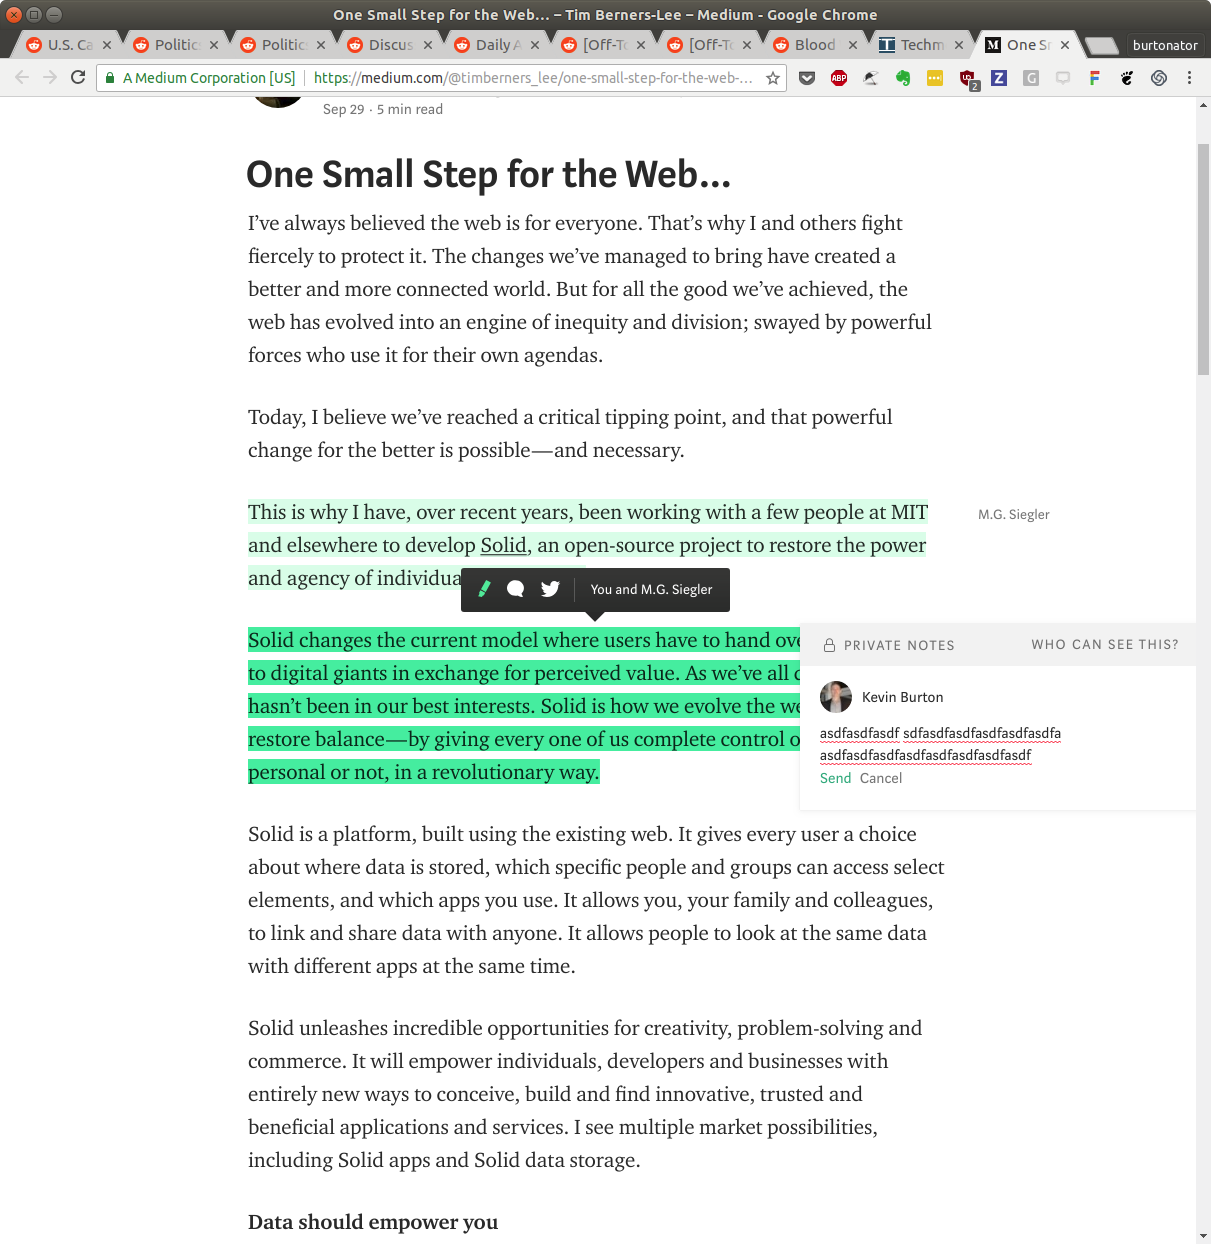 One Small Step for the Web... – Tim Berners-Lee – Medium - Google Chrome
U.S. Ca
Politic
Politic
Discus
Daily A
[Off-To
[Off-To
Blood
Techm
One Sm
burtonator
A Medium Corporation [US]
https://medium.com/@timberners_lee/one-small-step-for-the-web-...
ABP
2
Z
G
F
Sep 29 · 5 min read
One Small Step for the Web...
I’ve always believed the web is for everyone. That’s why I and others fight
fiercely to protect it. The changes we’ve managed to bring have created a
better and more connected world. But for all the good we’ve achieved, the
web has evolved into an engine of inequity and division; swayed by powerful
forces who use it for their own agendas.
Today, I believe we’ve reached a critical tipping point, and that powerful
change for the better is possible — and necessary.
This is why I have, over recent years, been working with a few people at MIT
M.G. Siegler
and elsewhere to develop Solid, an open-source project to restore the power
and agency of individua
You and M.G. Siegler
Solid changes the current model where users have to hand ove
to digital giants in exchange for perceived value. As we’ve all
hasn’t been in our best interests. Solid is how we evolve the we
restore balance — by giving every one of us complete control o
personal or not, in a revolutionary way.
PRIVATE NOTES
WHO CAN SEE THIS?
Kevin Burton
asdfasdfasdf sdfasdfasdfasdfasdfasdfa
asdfasdfasdfasdfasdfasdfasdfasdf
Send Cancel
Solid is a platform, built using the existing web. It gives every user a choice
about where data is stored, which specific people and groups can access select
elements, and which apps you use. It allows you, your family and colleagues,
to link and share data with anyone. It allows people to look at the same data
with different apps at the same time.
Solid unleashes incredible opportunities for creativity, problem-solving and
commerce. It will empower individuals, developers and businesses with
entirely new ways to conceive, build and find innovative, trusted and
beneficial applications and services. I see multiple market possibilities,
including Solid apps and Solid data storage.
Data should empower you